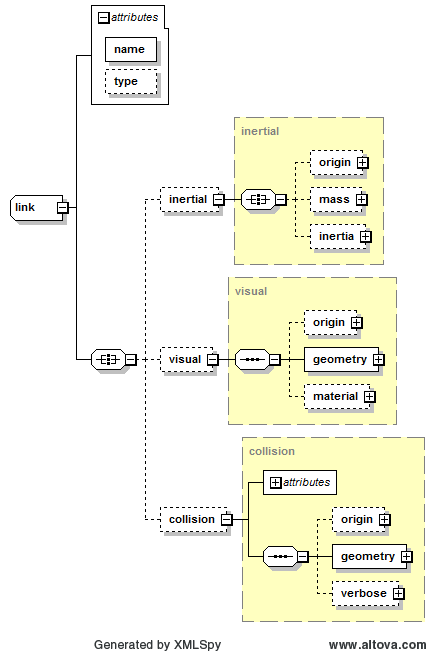 attributes
name
type
link
inertial
inertial
origin
mass
inertia
visual
visual
origin
geometry
material
collision
collision
attributes
origin
geometry
verbose
Generated by XMLSpy
www.altova.com